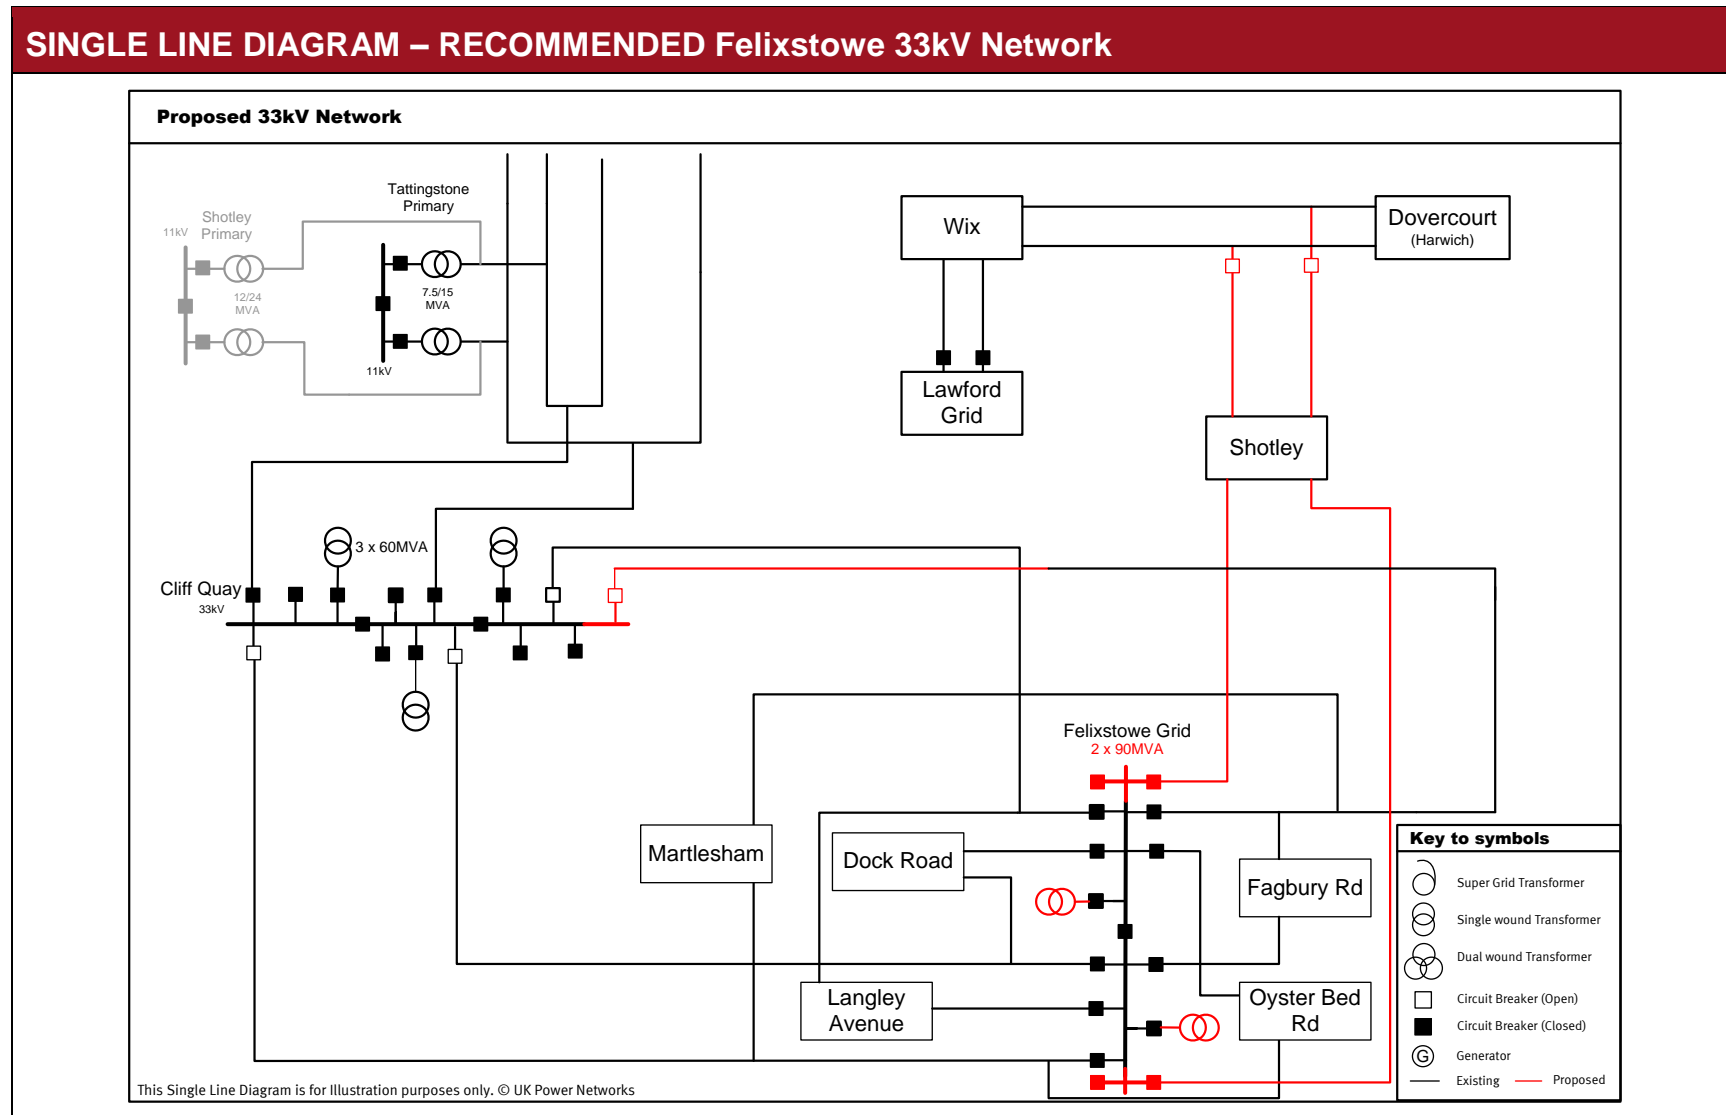 SINGLE LINE DIAGRAM – RECOMMENDED Felixstowe 33kV Network
Proposed 33kV Network
Tattingstone
Primary
Shotley
Primary
11kV
12/24
MVA
7.5/15
MVA
11kV
Wix
Dovercourt
(Harwich)
Lawford
Grid
Shotley
3 x 60MVA
Cliff Quay
33kV
Felixstowe Grid
2 x 90MVA
Martlesham
Dock Road
Fagbury Rd
Langley
Avenue
Oyster Bed
Rd
Key to symbols
Super Grid Transformer
Single wound Transformer
Dual wound Transformer
Circuit Breaker (Open)
Circuit Breaker (Closed)
G Generator
Existing Proposed
This Single Line Diagram is for Illustration purposes only. © UK Power Networks